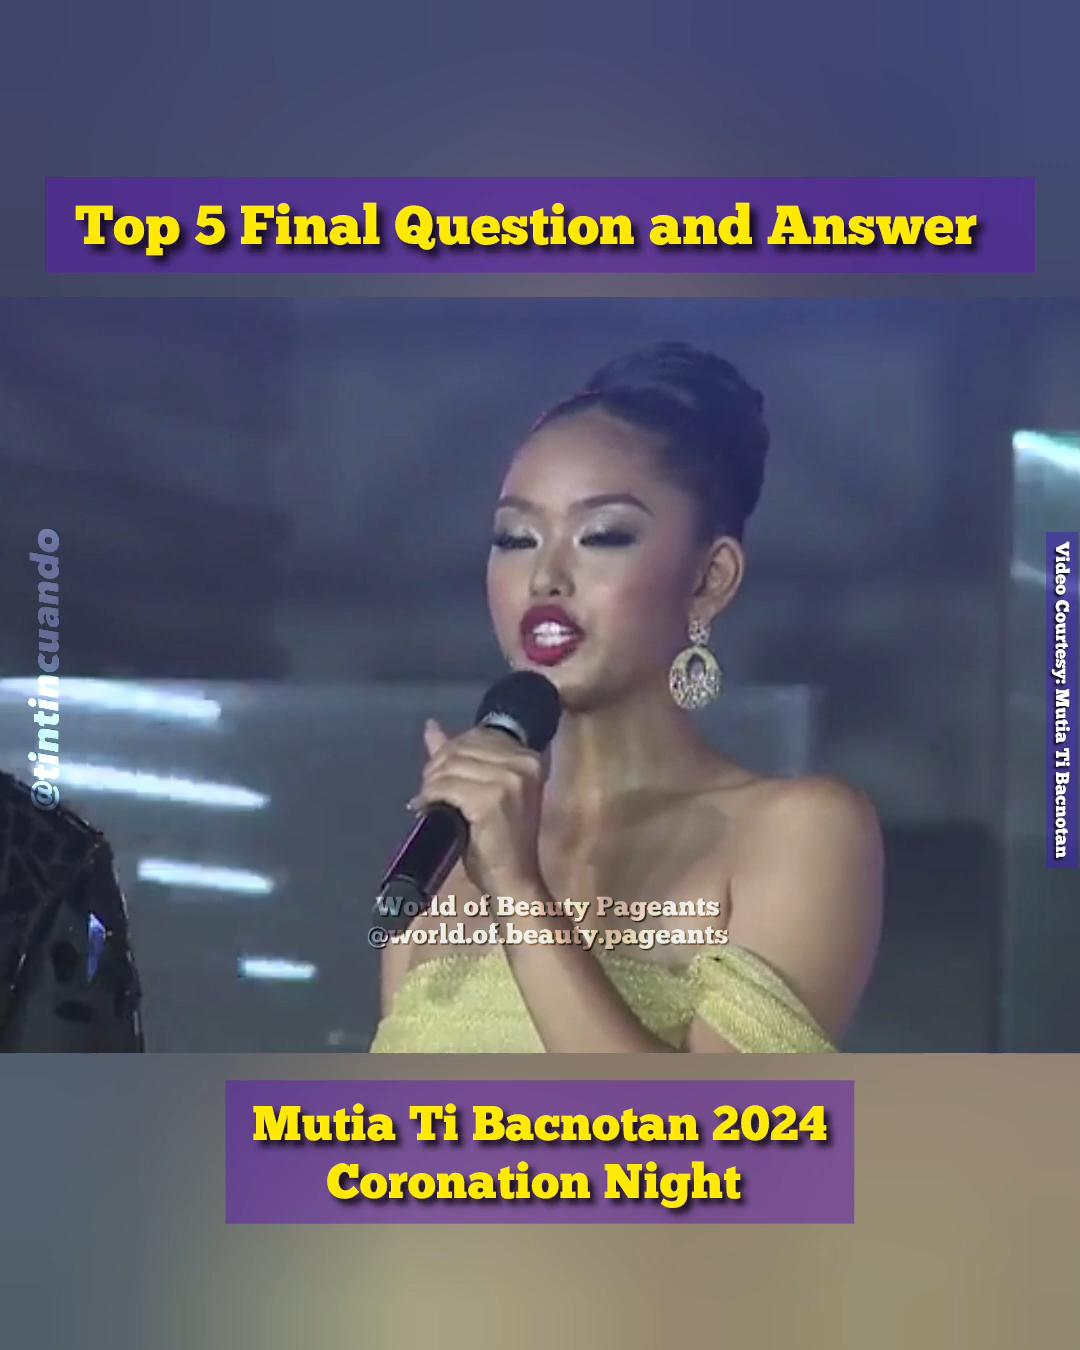 Top 5 Final Question and Answer
@tintincuando
Video Courtesy: Mutia Ti Bacnotan
World of Beauty Pageants
@world.of.beauty.pageants
Mutia Ti Bacnotan 2024
Coronation Night